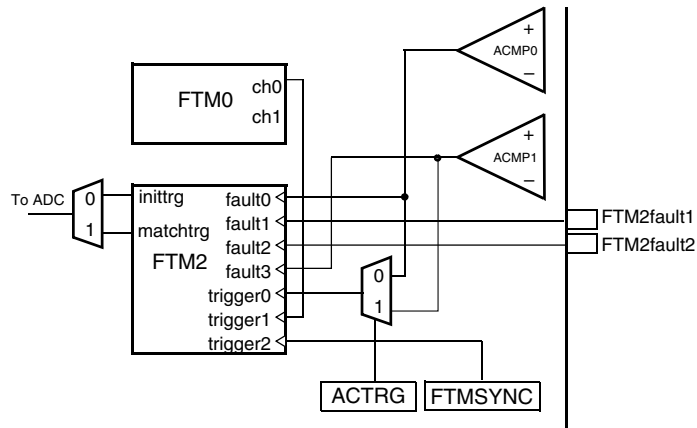 +
ACMP0
−
ch0
FTM0
ch1
+
ACMP1
−
To ADC
0
1
inittrg
matchtrg
FTM2
fault0
fault1
fault2
fault3
trigger0
trigger1
trigger2
FTM2fault1
FTM2fault2
0
1
ACTRG
FTMSYNC